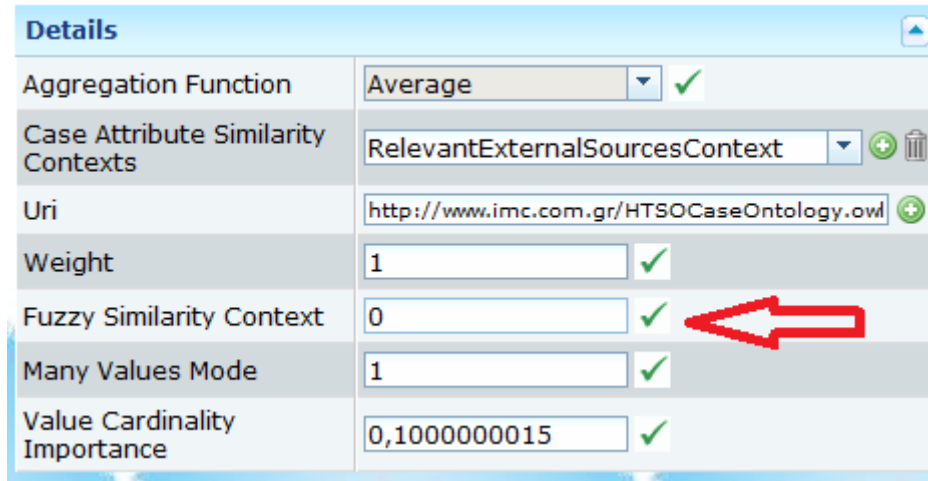 Details
Aggregation Function Average
Case Attribute Similarity
Contexts
RelevantExternalSourcesContext
Uri http://www.imc.com.gr/HTSOCaseOntology.owl
Weight 1
Fuzzy Similarity Context 0
Many Values Mode 1
Value Cardinality
Importance
0,1000000015